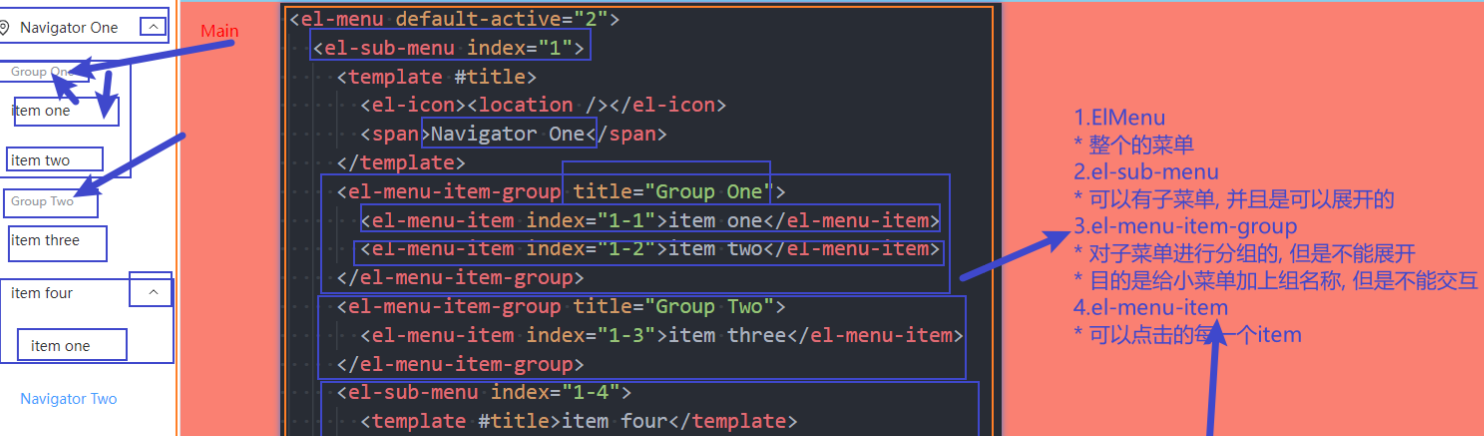 Navigator One
Group One
item one
item two
Group Two
item three
item four
item one
Navigator Two
Main
<el-menu default-active="2">
<el-sub-menu index="1">
<template #title>
<el-icon><location /></el-icon>
<span>Navigator One</span>
</template>
<el-menu-item-group title="Group One">
<el-menu-item index="1-1">item one</el-menu-item>
<el-menu-item index="1-2">item two</el-menu-item>
</el-menu-item-group>
<el-menu-item-group title="Group Two">
<el-menu-item index="1-3">item three</el-menu-item>
</el-menu-item-group>
<el-sub-menu index="1-4">
<template #title>item four</template>
1.ElMenu
* 整个的菜单
2.el-sub-menu
* 可以有子菜单, 并且是可以展开的
3.el-menu-item-group
* 对子菜单进行分组的, 但是不能展开
* 目的是给小菜单加上组名称, 但是不能交互
4.el-menu-item
* 可以点击的每一个item